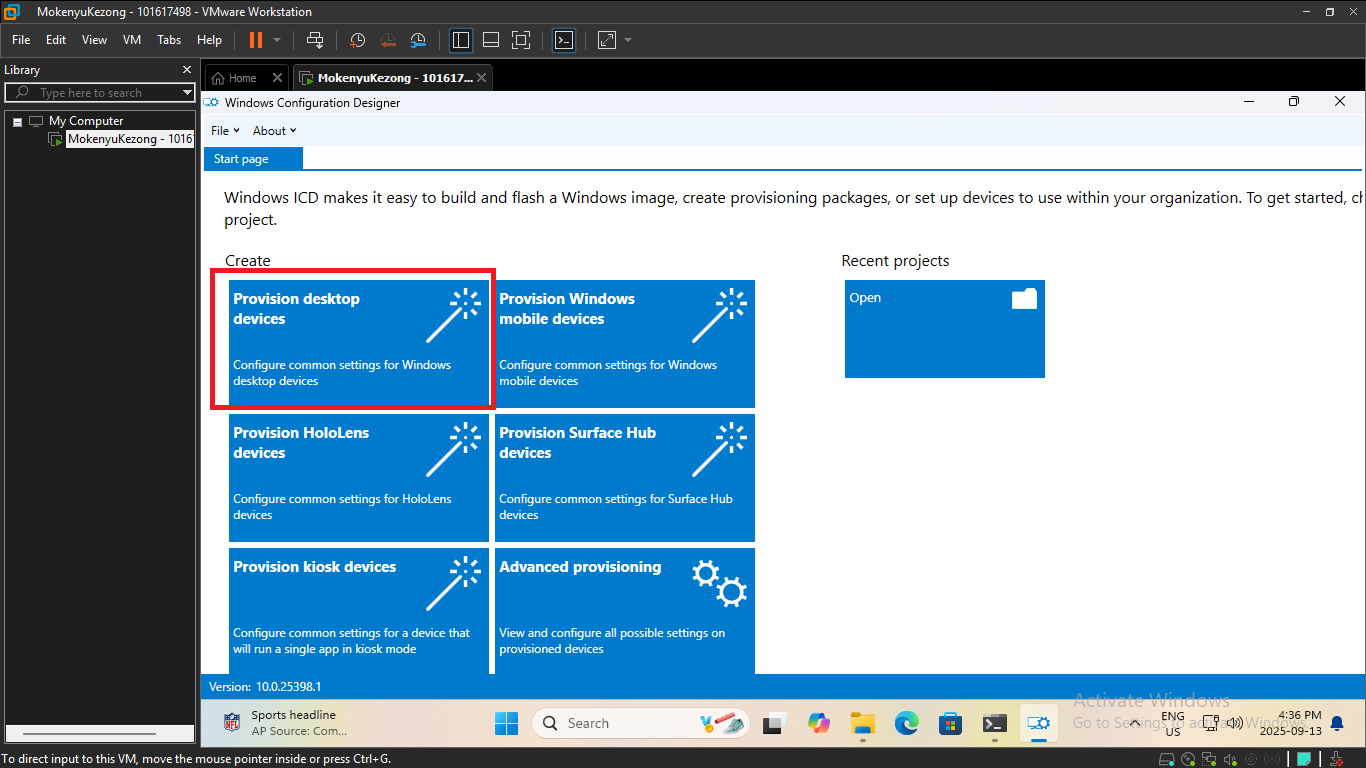 MokenyuKezong - 101617498 - VMware Workstation
File Edit View VM Tabs Help
Library
Type here to search
My Computer
MokenyuKezong - 1016
Home
MokenyuKezong - 101617...
Windows Configuration Designer
File About
Start page
Windows ICD makes it easy to build and flash a Windows image, create provisioning packages, or set up devices to use within your organization. To get started, ch
project.
Create
Recent projects
Provision desktop
devices
Configure common settings for Windows
desktop devices
Provision Windows
mobile devices
Configure common settings for Windows
mobile devices
Open
Provision HoloLens
devices
Configure common settings for HoloLens
devices
Provision Surface Hub
devices
Configure common settings for Surface Hub
devices
Provision kiosk devices
Configure common settings for a device that
will run a single app in kiosk mode
Advanced provisioning
View and configure all possible settings on
provisioned devices
Version: 10.0.25398.1
Activate Windows
Go to Settings to activate Windows.
NFL
Sports headline
AP Source: Com...
Search
ENG
US
4:36 PM
2025-09-13
To direct input to this VM, move the mouse pointer inside or press Ctrl+G.